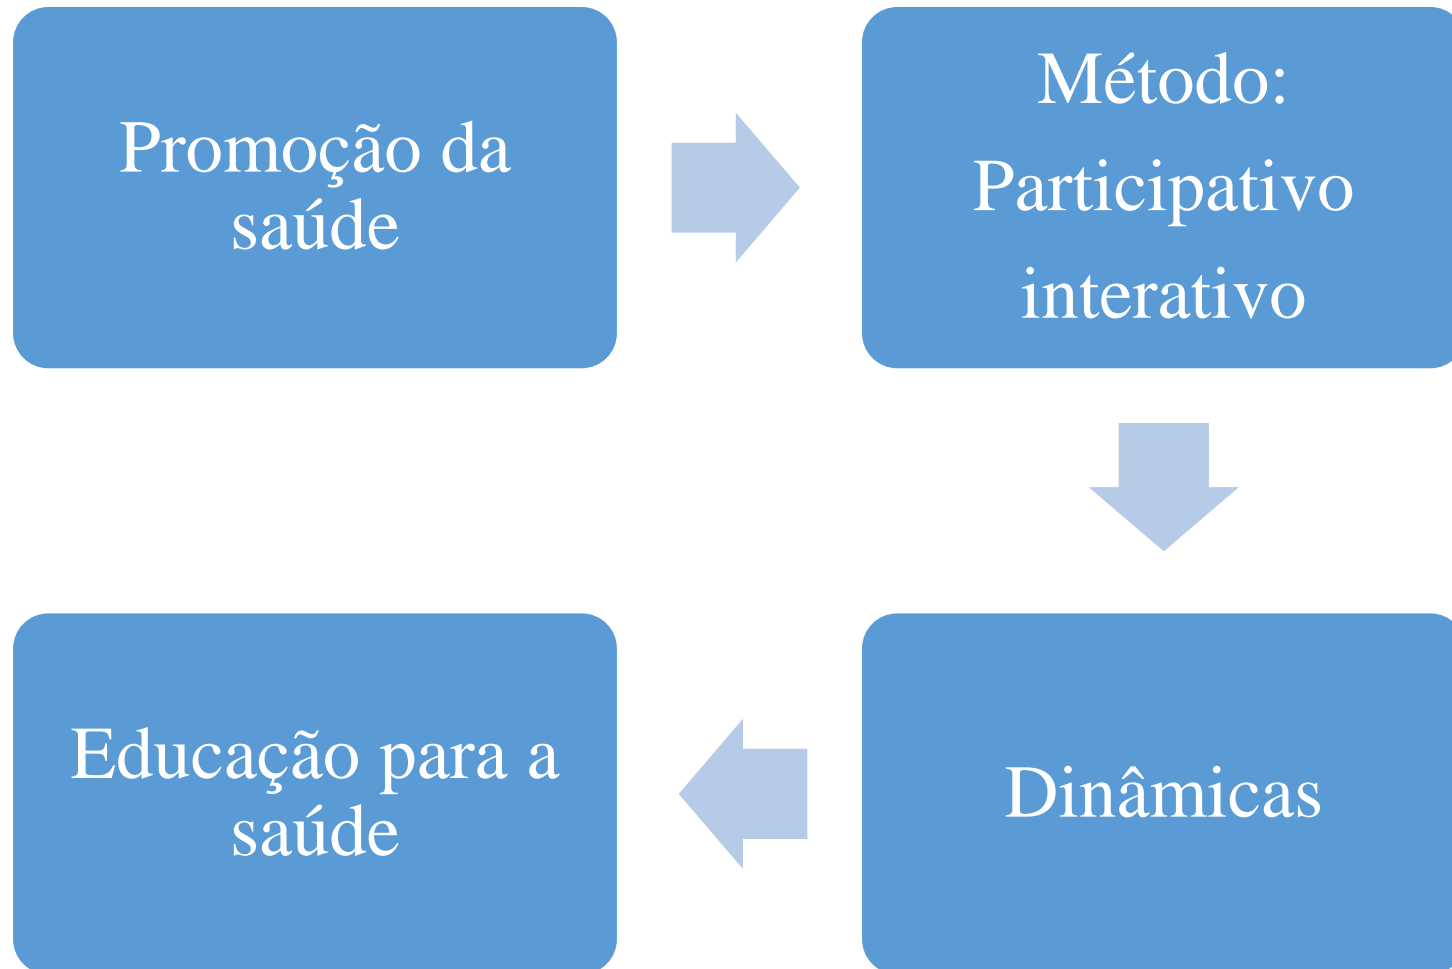 Promoção da
saúde
Método:
Participativo
interativo
Dinâmicas
Educação para a
saúde